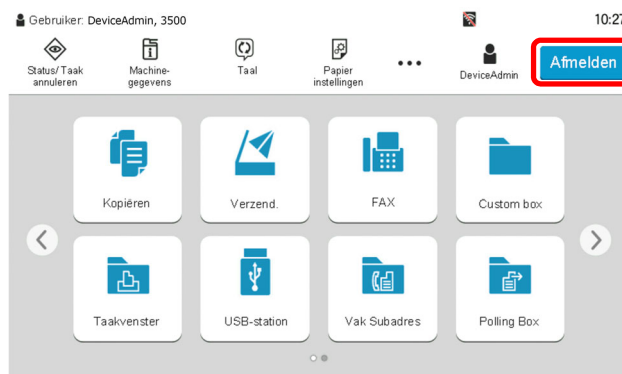 Gebruiker: DeviceAdmin, 3500 10:27
Status/Taak annuleren
Machine-gegevens
Taal
Papier instellingen
DeviceAdmin
Afmelden
Kopiëren
Verzend.
FAX
Custom box
Taakvenster
USB-station
Vak Subadres
Polling Box